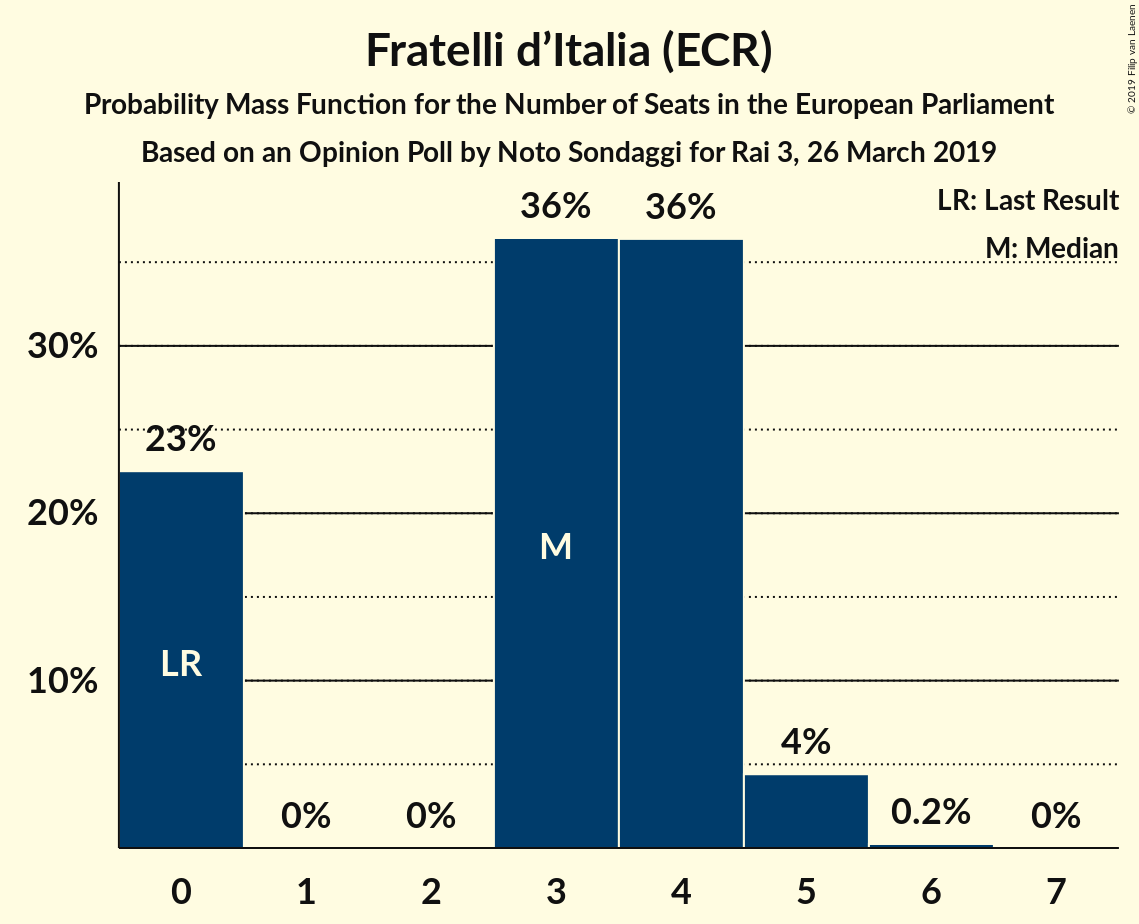 Fratelli d’Italia (ECR)
Probability Mass Function for the Number of Seats in the European Parliament
Based on an Opinion Poll by Noto Sondaggi for Rai 3, 26 March 2019
© 2019 Filip van Laenen
LR: Last Result
M: Median
36%
36%
30%
23%
20%
M
LR
10%
4%
0%
0%
0.2%
0%
0
1
2
3
4
5
6
7